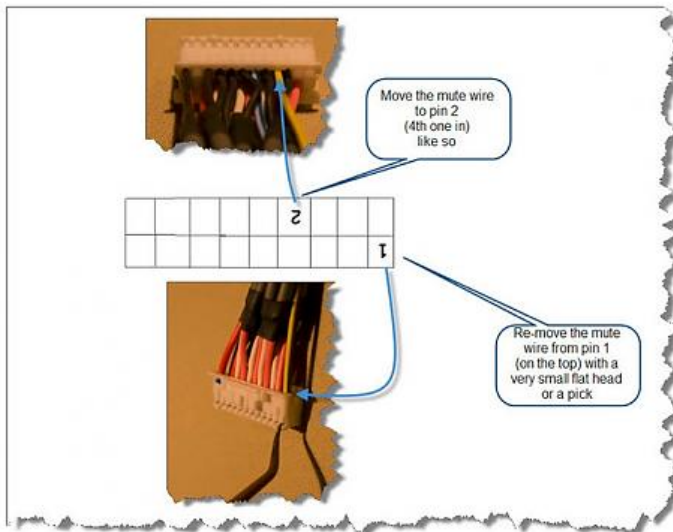 Move the mute wire
to pin 2
(4th one in)
like so
2
1
Re-move the mute
wire from pin 1
(on the top) with a
very small flat head
or a pick